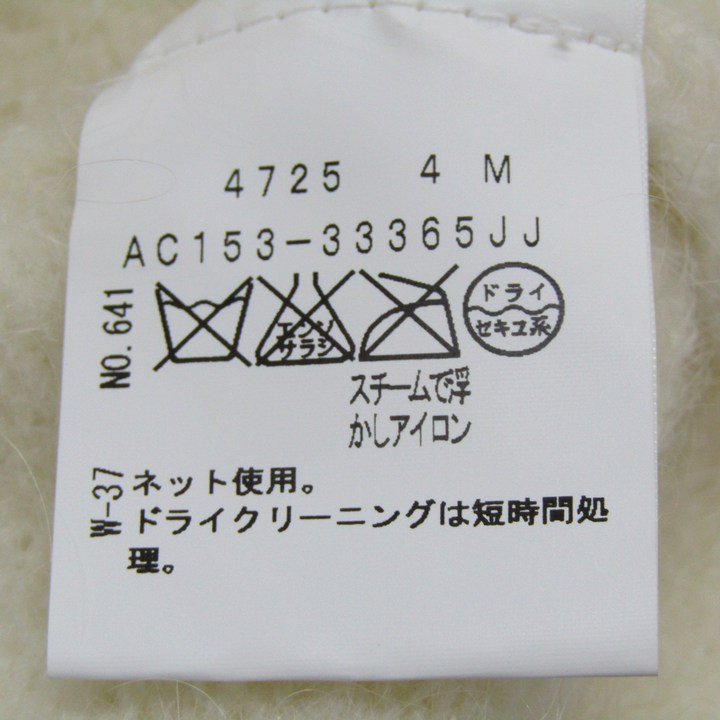 4725 4 M
AC153-33365JJ
NO.641
エンソ
サラシ
ドライ
セキユ系
スチームで浮
かしアイロン
W-37
ネット使用。
ドライクリーニングは短時間処
理。